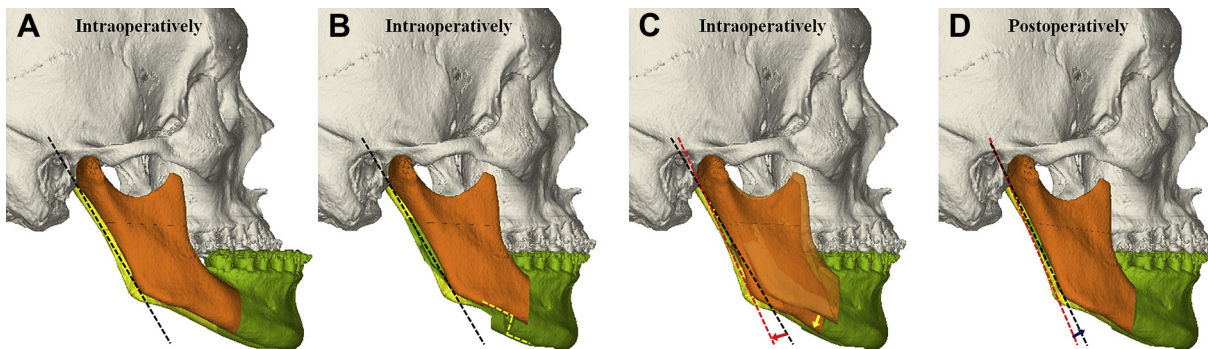 A Intraoperatively
B Intraoperatively
C Intraoperatively
D Postoperatively